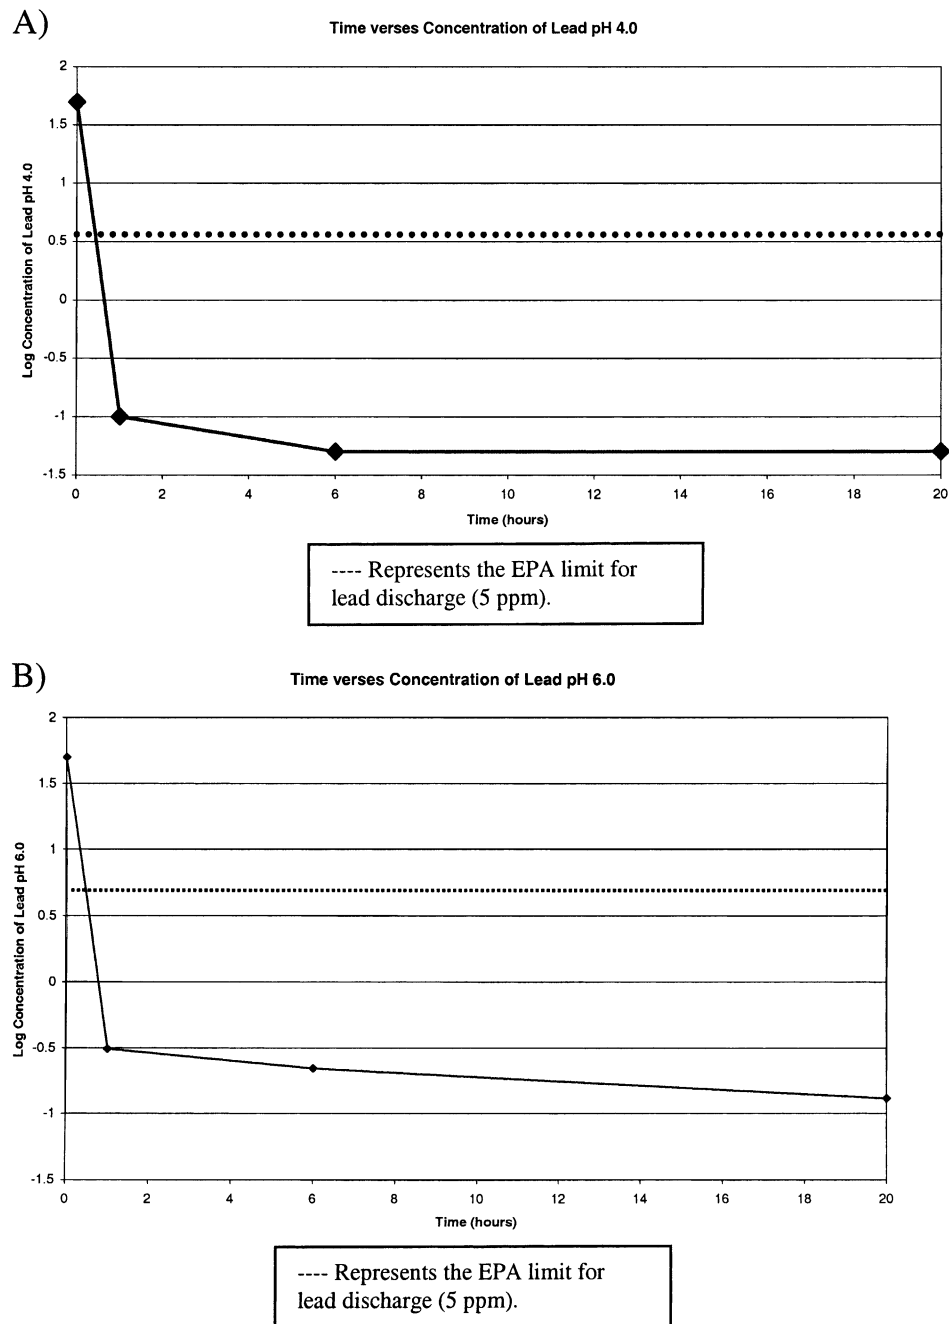 A)
Time verses Concentration of Lead pH 4.0
2
1.5
1
0.5
0
-0.5
-1
-1.5
Log Concentration of Lead pH 4.0
0 2 4 6 8 10 12 14 16 18 20
Time (hours)
---- Represents the EPA limit for
lead discharge (5 ppm).
B)
Time verses Concentration of Lead pH 6.0
2
1.5
1
0.5
0
-0.5
-1
-1.5
Log Concentration of Lead pH 6.0
0 2 4 6 8 10 12 14 16 18 20
Time (hours)
---- Represents the EPA limit for
lead discharge (5 ppm).